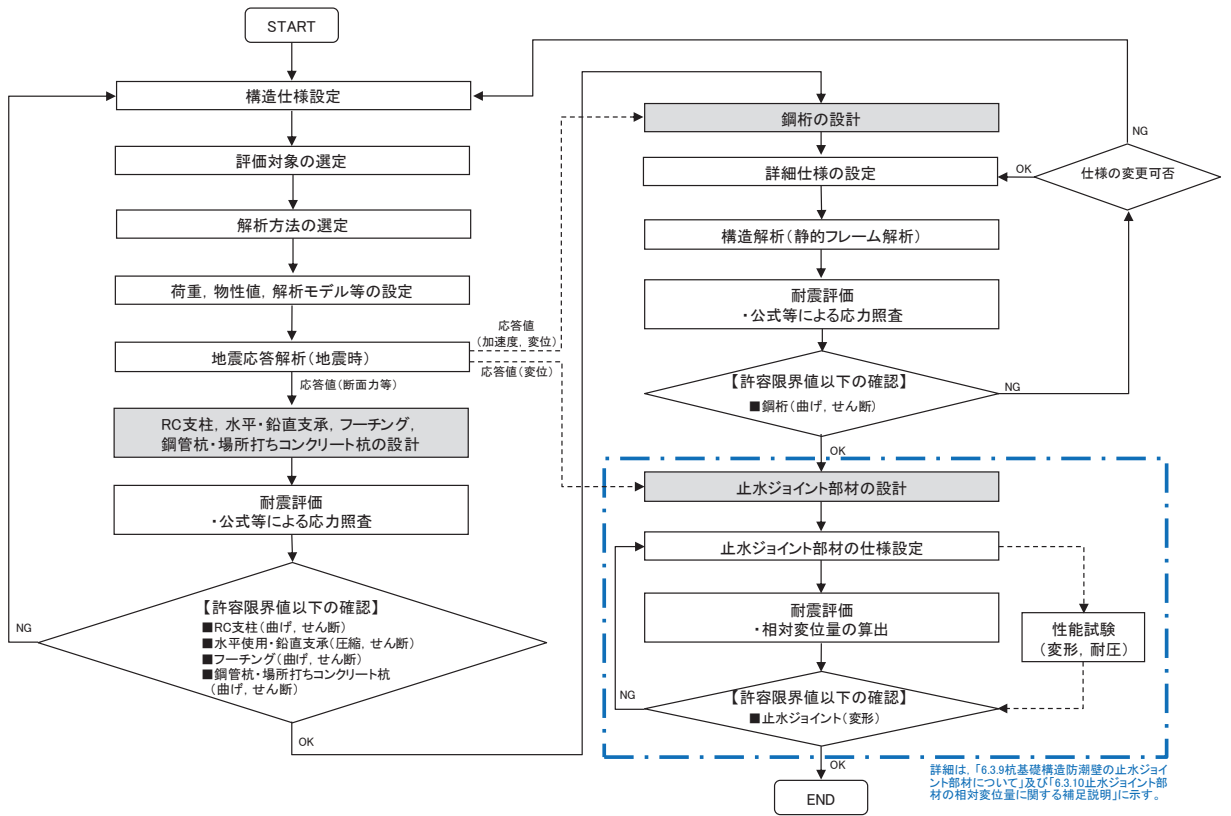 START
構造仕様設定
評価対象の選定
解析方法の選定
荷重，物性値，解析モデル等の設定
地震応答解析（地震時）
応答値（断面力等）
応答値
（加速度，変位）
応答値（変位）
RC支柱，水平・鉛直支承，フーチング，
鋼管杭・場所打ちコンクリート杭の設計
耐震評価
・公式等による応力照査
【許容限界値以下の確認】
■RC支柱（曲げ，せん断）
■水平使用・鉛直支承（圧縮，せん断）
■フーチング（曲げ，せん断）
■鋼管杭・場所打ちコンクリート杭
（曲げ，せん断）
NG
OK
鋼桁の設計
詳細仕様の設定
OK
仕様の変更可否
NG
構造解析（静的フレーム解析）
耐震評価
・公式等による応力照査
【許容限界値以下の確認】
■鋼桁（曲げ，せん断）
NG
OK
止水ジョイント部材の設計
止水ジョイント部材の仕様設定
耐震評価
・相対変位量の算出
性能試験
（変形，耐圧）
【許容限界値以下の確認】
■止水ジョイント（変形）
NG
OK
END
詳細は，「6.3.9杭基礎構造防潮壁の止水ジョイ
ント部材について」及び「6.3.10止水ジョイント部
材の相対変位量に関する補足説明」に示す。